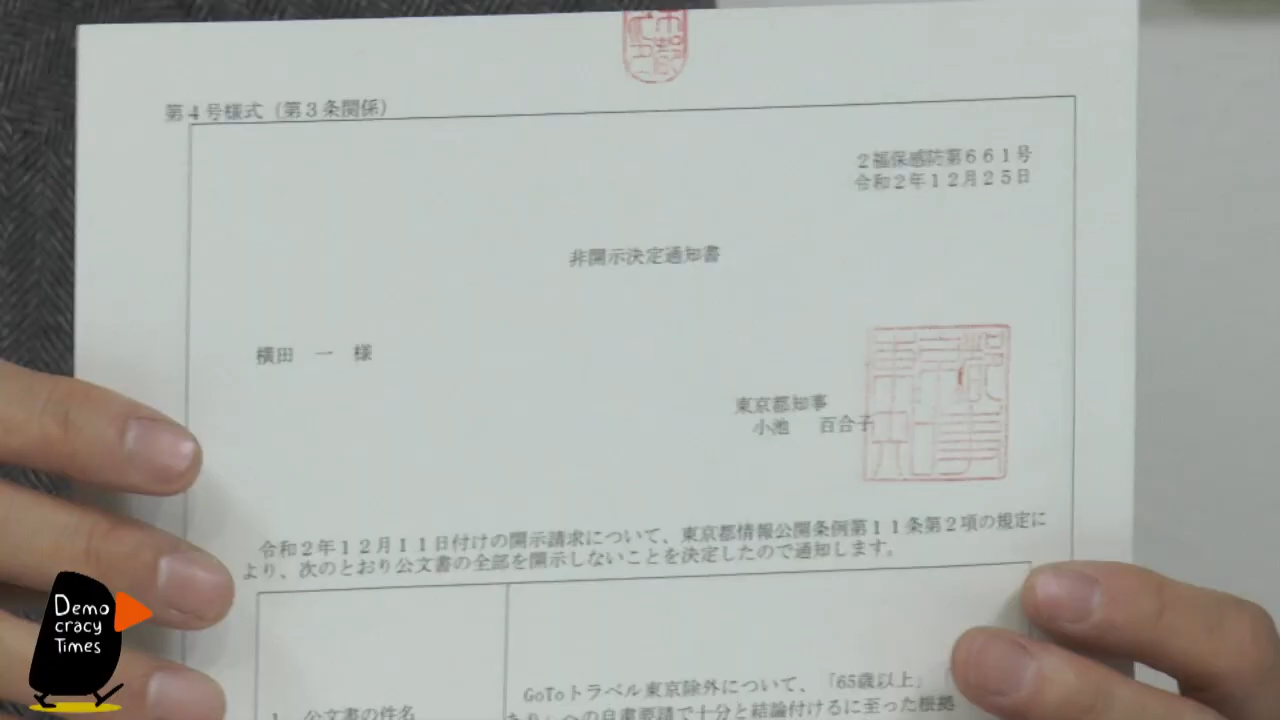 第４号様式（第３条関係）
２福保感防第６６１号
令和２年１２月２５日
非開示決定通知書
横田　一　様
東京都知事
小池　百合子
令和２年１２月１１日付けの開示請求について、東京都情報公開条例第１１条第２項の規定に
より、次のとおり公文書の全部を開示しないことを決定したので通知します。
1　公文書の件名
GoToトラベル東京除外について、「65歳以上」
への自粛要請で十分と結論付けるに至った根拠
Demo
cracy
Times